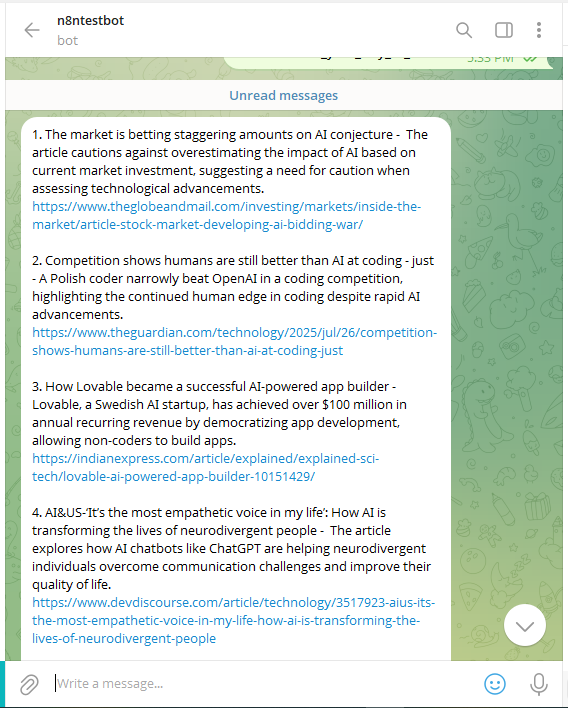 n8ntestbot
bot
5:33 PM
Unread messages
1. The market is betting staggering amounts on AI conjecture - The
article cautions against overestimating the impact of AI based on
current market investment, suggesting a need for caution when
assessing technological advancements.
https://www.theglobeandmail.com/investing/markets/inside-the-
market/article-stock-market-developing-ai-bidding-war/
2. Competition shows humans are still better than AI at coding - just
- A Polish coder narrowly beat OpenAI in a coding competition,
highlighting the continued human edge in coding despite rapid AI
advancements.
https://www.theguardian.com/technology/2025/jul/26/competition-
shows-humans-are-still-better-than-ai-at-coding-just
3. How Lovable became a successful AI-powered app builder -
Lovable, a Swedish AI startup, has achieved over $100 million in
annual recurring revenue by democratizing app development,
allowing non-coders to build apps.
https://indianexpress.com/article/explained/explained-sci-
tech/lovable-ai-powered-app-builder-10151429/
4. AI&US-‘It’s the most empathetic voice in my life’: How AI is
transforming the lives of neurodivergent people - The article
explores how AI chatbots like ChatGPT are helping neurodivergent
individuals overcome communication challenges and improve their
quality of life.
https://www.devdiscourse.com/article/technology/3517923-aius-its-
the-most-empathetic-voice-in-my-life-how-ai-is-transforming-the-
lives-of-neurodivergent-people
Write a message...